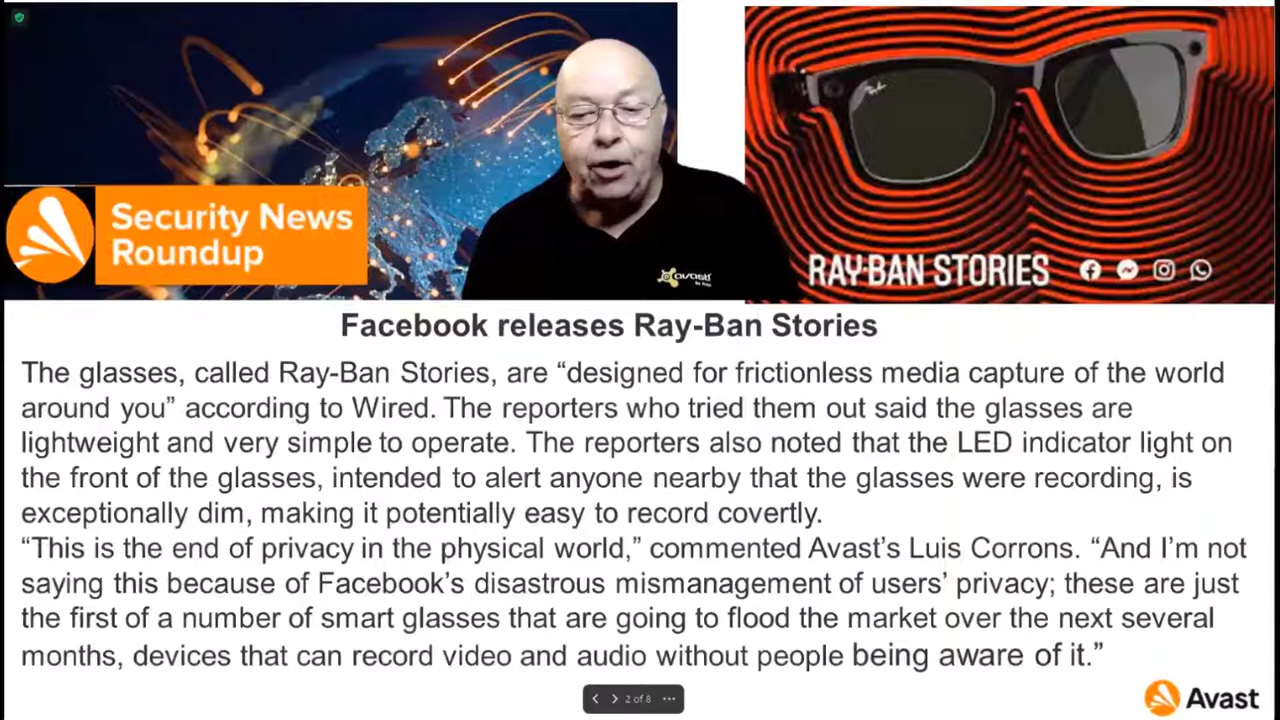 Security News
Roundup
avast!
Ray-Ban
RAY-BAN STORIES
Facebook releases Ray-Ban Stories
The glasses, called Ray-Ban Stories, are “designed for frictionless media capture of the world
around you” according to Wired. The reporters who tried them out said the glasses are
lightweight and very simple to operate. The reporters also noted that the LED indicator light on
the front of the glasses, intended to alert anyone nearby that the glasses were recording, is
exceptionally dim, making it potentially easy to record covertly.
“This is the end of privacy in the physical world,” commented Avast’s Luis Corrons. “And I’m not
saying this because of Facebook’s disastrous mismanagement of users’ privacy; these are just
the first of a number of smart glasses that are going to flood the market over the next several
months, devices that can record video and audio without people being aware of it.”
2 of 8
Avast